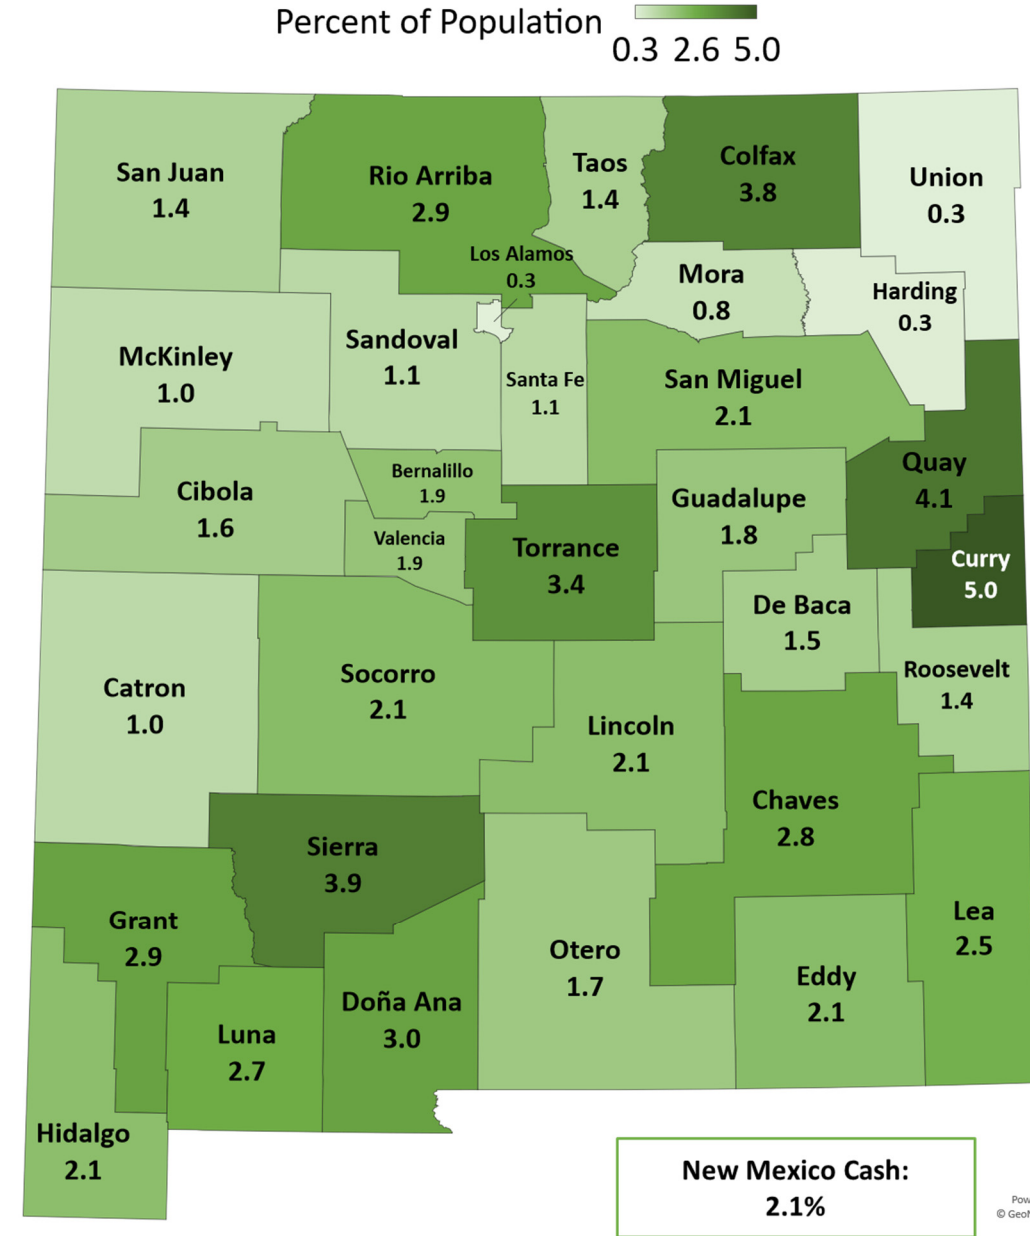 Percent of Population
0.3 2.6 5.0
San Juan
1.4
Rio Arriba
2.9
Taos
1.4
Colfax
3.8
Union
0.3
Los Alamos
0.3
Mora
0.8
Harding
0.3
McKinley
1.0
Sandoval
1.1
Santa Fe
1.1
San Miguel
2.1
Quay
4.1
Cibola
1.6
Bernalillo
1.9
Valencia
1.9
Torrance
3.4
Guadalupe
1.8
Curry
5.0
De Baca
1.5
Roosevelt
1.4
Catron
1.0
Socorro
2.1
Lincoln
2.1
Chaves
2.8
Sierra
3.9
Grant
2.9
Otero
1.7
Lea
2.5
Eddy
2.1
Doña Ana
3.0
Luna
2.7
Hidalgo
2.1
New Mexico Cash:
2.1%
©